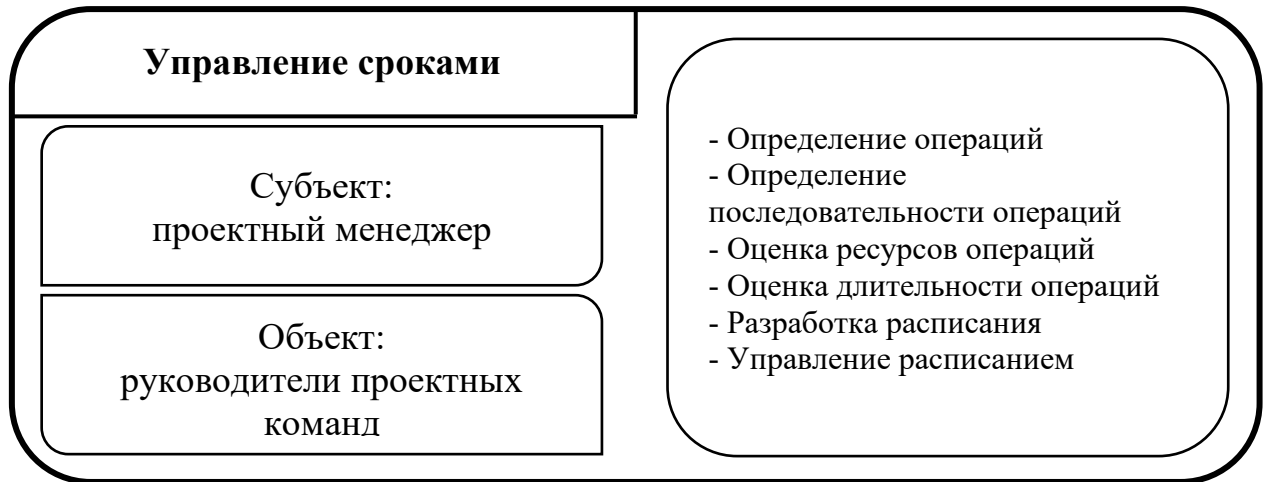 Управление сроками
Субъект:
проектный менеджер
Объект:
руководители проектных
команд
- Определение операций
- Определение
последовательности операций
- Оценка ресурсов операций
- Оценка длительности операций
- Разработка расписания
- Управление расписанием